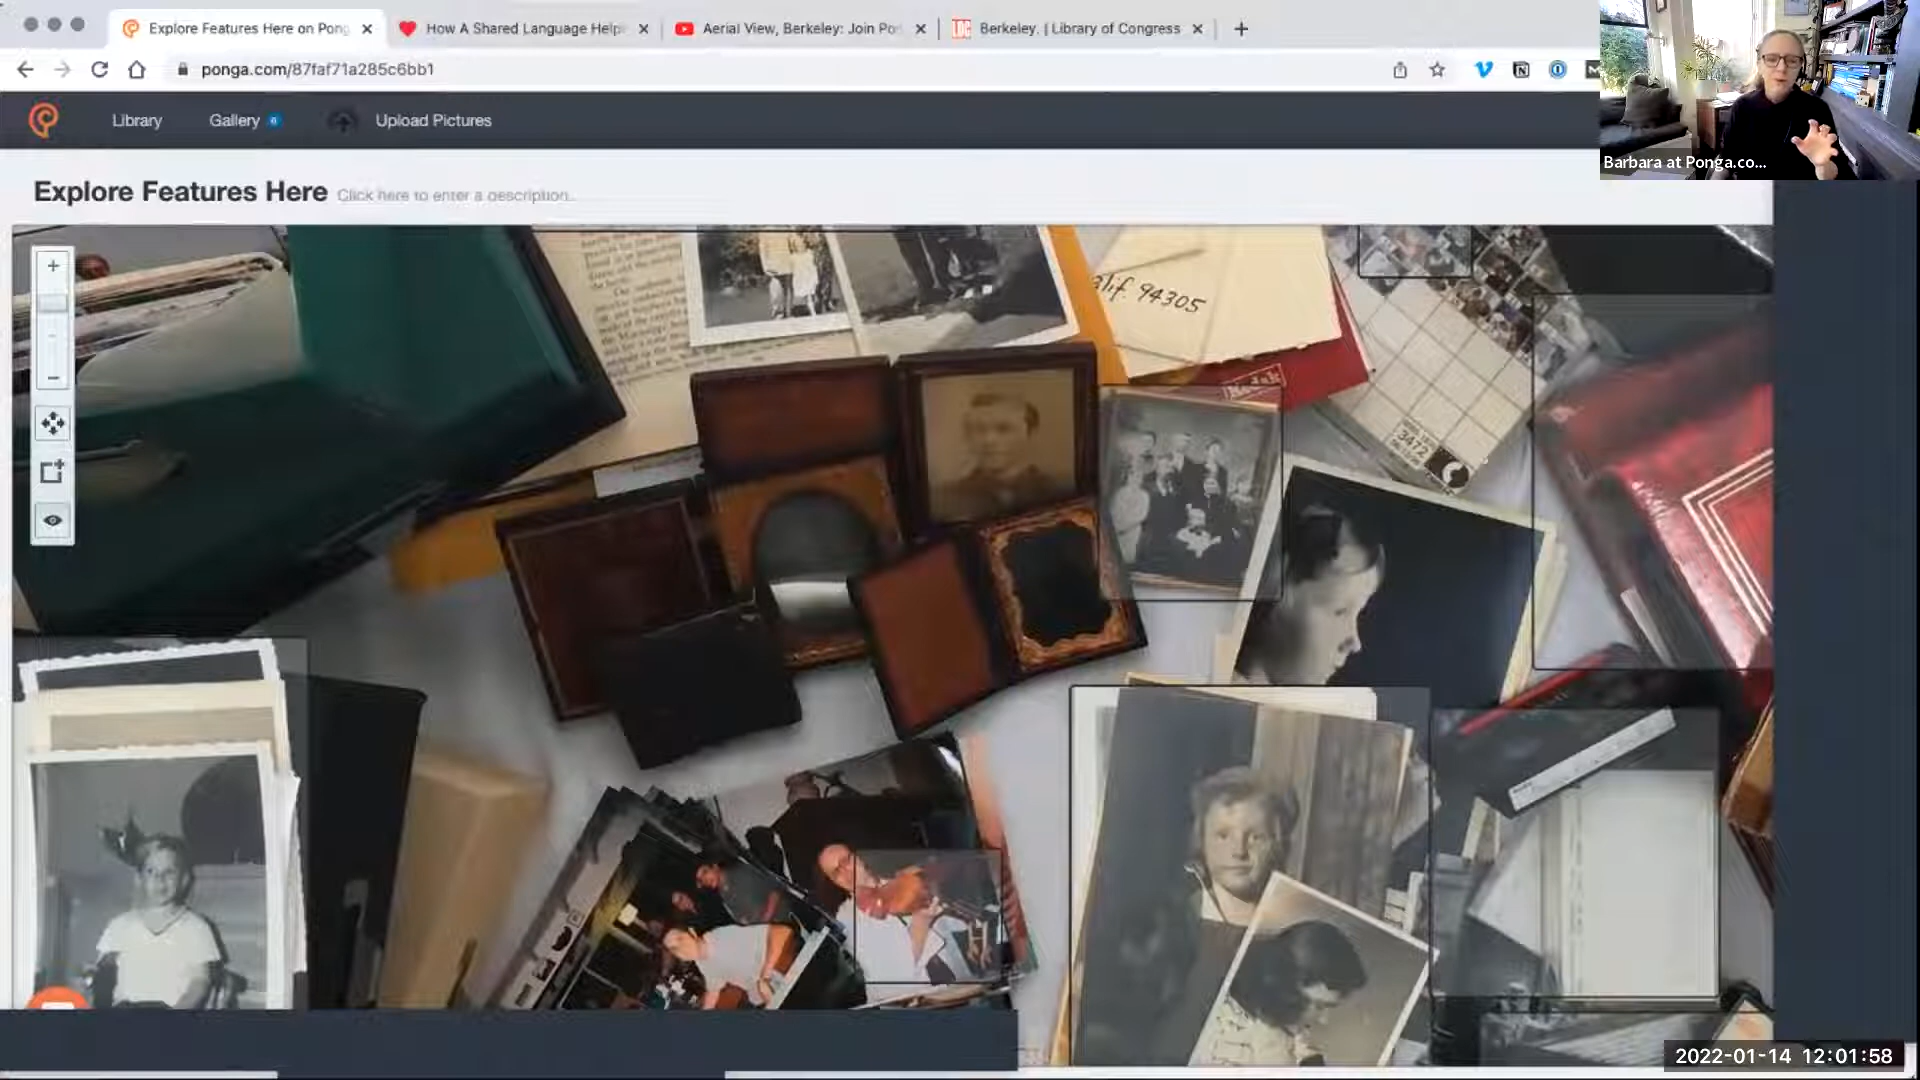 Explore Features Here on Pong
How A Shared Language Help
Aerial View, Berkeley: Join Po
Berkeley. | Library of Congress
ponga.com/87faf71a285c6bb1
Library
Gallery
Upload Pictures
Barbara at Ponga.co...
Explore Features Here
Click here to enter a description..
alif. 94305
Kodak
3472
2022-01-14 12:01:58